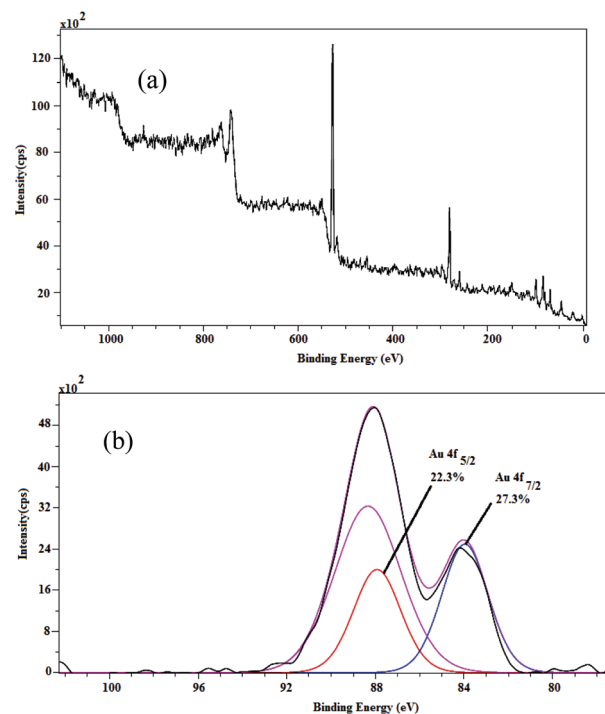 x10²
(a)
120
100
80
60
40
20
Intensity(cps)
1000 800 600 400 200 0
Binding Energy (eV)
x10²
(b)
Au 4f 5/2
22.3%
Au 4f 7/2
27.3%
48
40
32
24
16
8
0
Intensity (cps)
100 96 92 88 84 80
Binding Energy (eV)